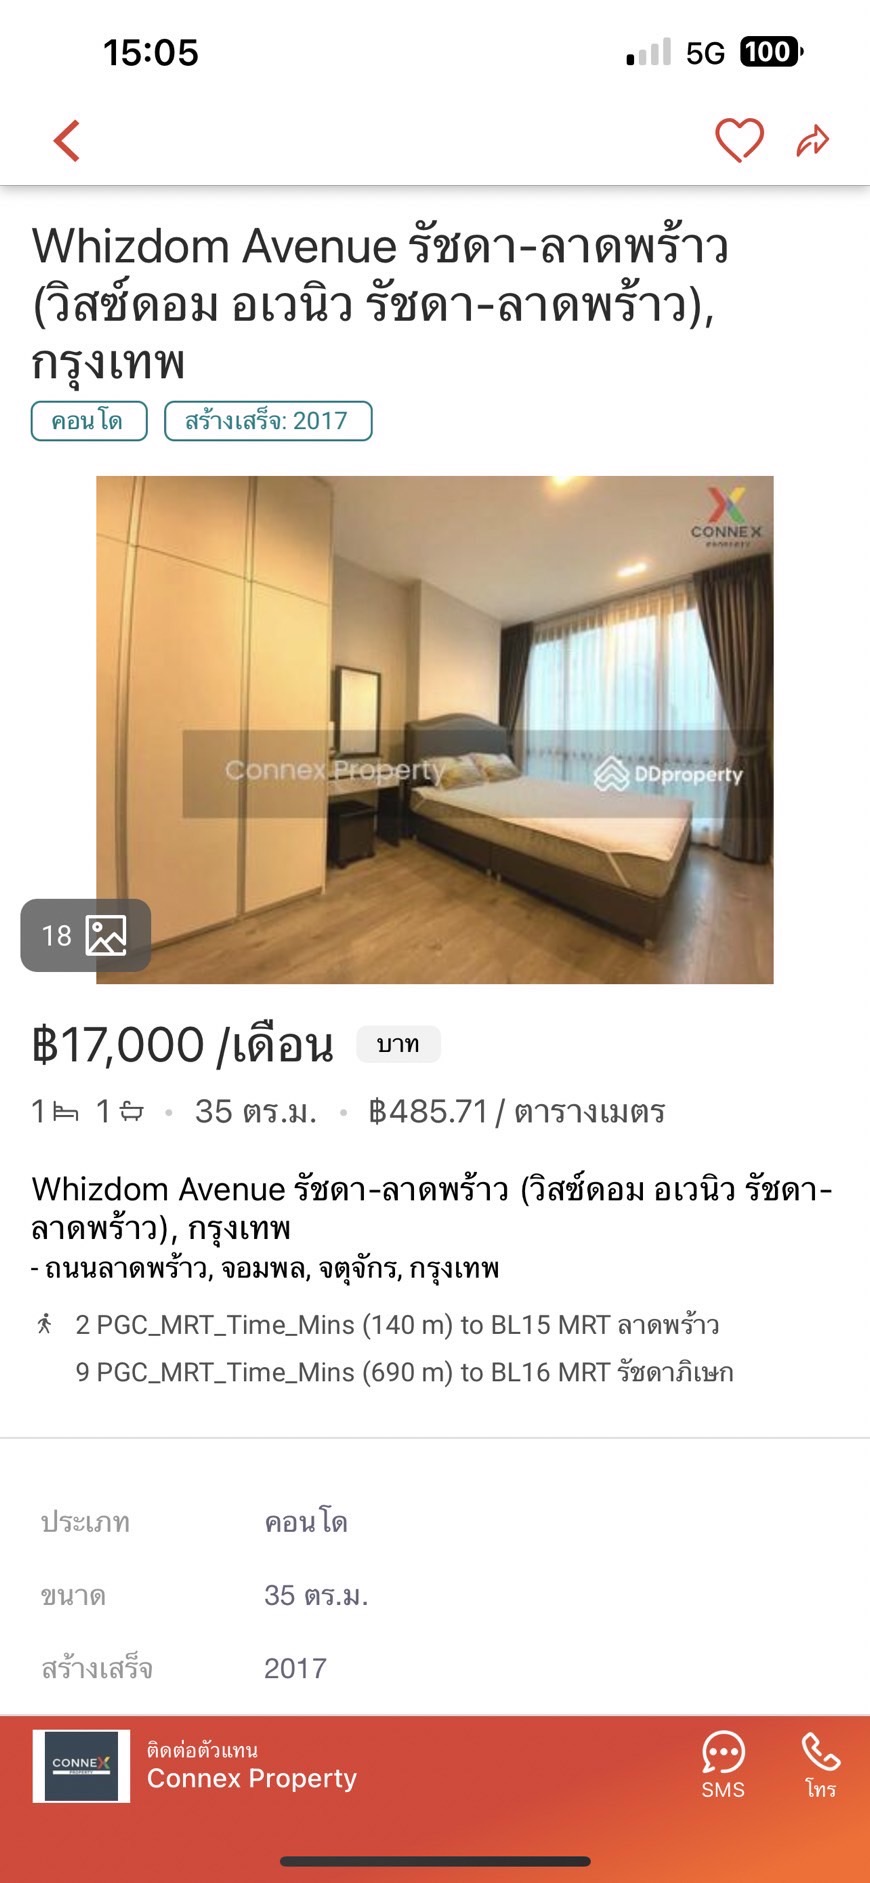 15:05
5G 100
Whizdom Avenue รัชดา-ลาดพร้าว
(วิสซ์ดอม อเวนิว รัชดา-ลาดพร้าว),
กรุงเทพ
คอนโด สร้างเสร็จ: 2017
CONNEX
PROPERTY
Connex Property DDproperty
18
฿17,000 /เดือน บาท
1 1 • 35 ตร.ม. • ฿485.71 / ตารางเมตร
Whizdom Avenue รัชดา-ลาดพร้าว (วิสซ์ดอม อเวนิว รัชดา-
ลาดพร้าว), กรุงเทพ
- ถนนลาดพร้าว, จอมพล, จตุจักร, กรุงเทพ
2 PGC_MRT_Time_Mins (140 m) to BL15 MRT ลาดพร้าว
9 PGC_MRT_Time_Mins (690 m) to BL16 MRT รัชดาภิเษก
ประเภท คอนโด
ขนาด 35 ตร.ม.
สร้างเสร็จ 2017
CONNEX
PROPERTY
ติดต่อตัวแทน
Connex Property
SMS
โทร